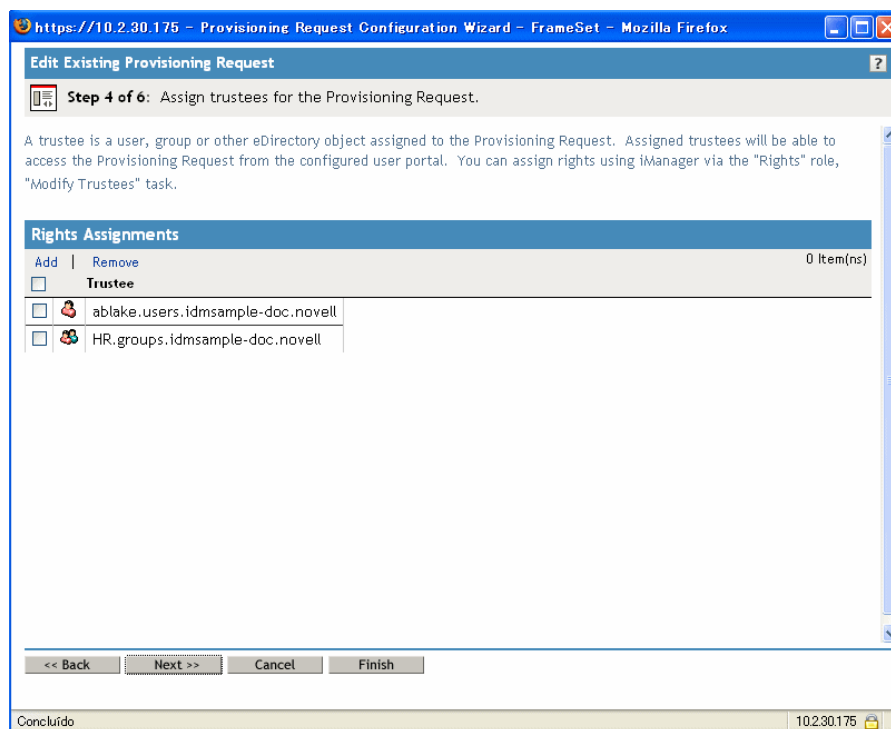 https://10.2.30.175 - Provisioning Request Configuration Wizard - FrameSet - Mozilla Firefox
Edit Existing Provisioning Request
?
Step 4 of 6: Assign trustees for the Provisioning Request.
A trustee is a user, group or other eDirectory object assigned to the Provisioning Request. Assigned trustees will be able to
access the Provisioning Request from the configured user portal. You can assign rights using iManager via the "Rights" role,
"Modify Trustees" task.
Rights Assignments
Add | Remove 0 Item(ns)
Trustee
ablake.users.idmsample-doc.novell
HR.groups.idmsample-doc.novell
<< Back Next >> Cancel Finish
Concluído 10.2.30.175